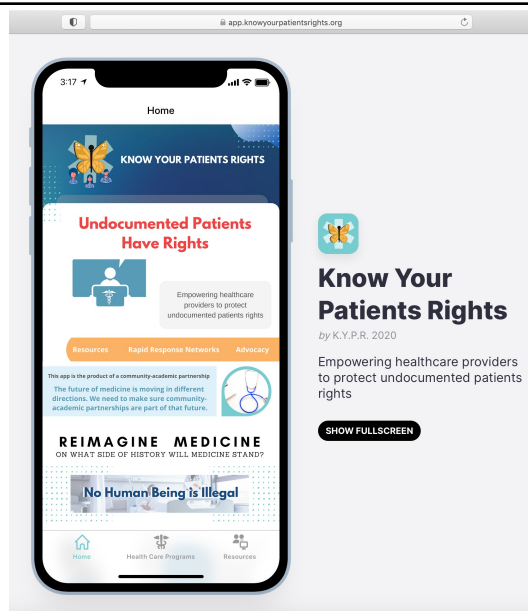 app.knowyourpatientsrights.org
3:17
Home
KNOW YOUR PATIENTS RIGHTS
Undocumented Patients
Have Rights
Empowering healthcare
providers to protect
undocumented patients rights
Resources Rapid Response Networks Advocacy
This app is the product of a community-academic partnership
The future of medicine is moving in different
directions. We need to make sure community-
academic partnerships are part of that future.
REIMAGINE MEDICINE
ON WHAT SIDE OF HISTORY WILL MEDICINE STAND?
No Human Being is Illegal
Home Health Care Programs Resources
Know Your
Patients Rights
by K.Y.P.R. 2020
Empowering healthcare providers
to protect undocumented patients
rights
SHOW FULLSCREEN